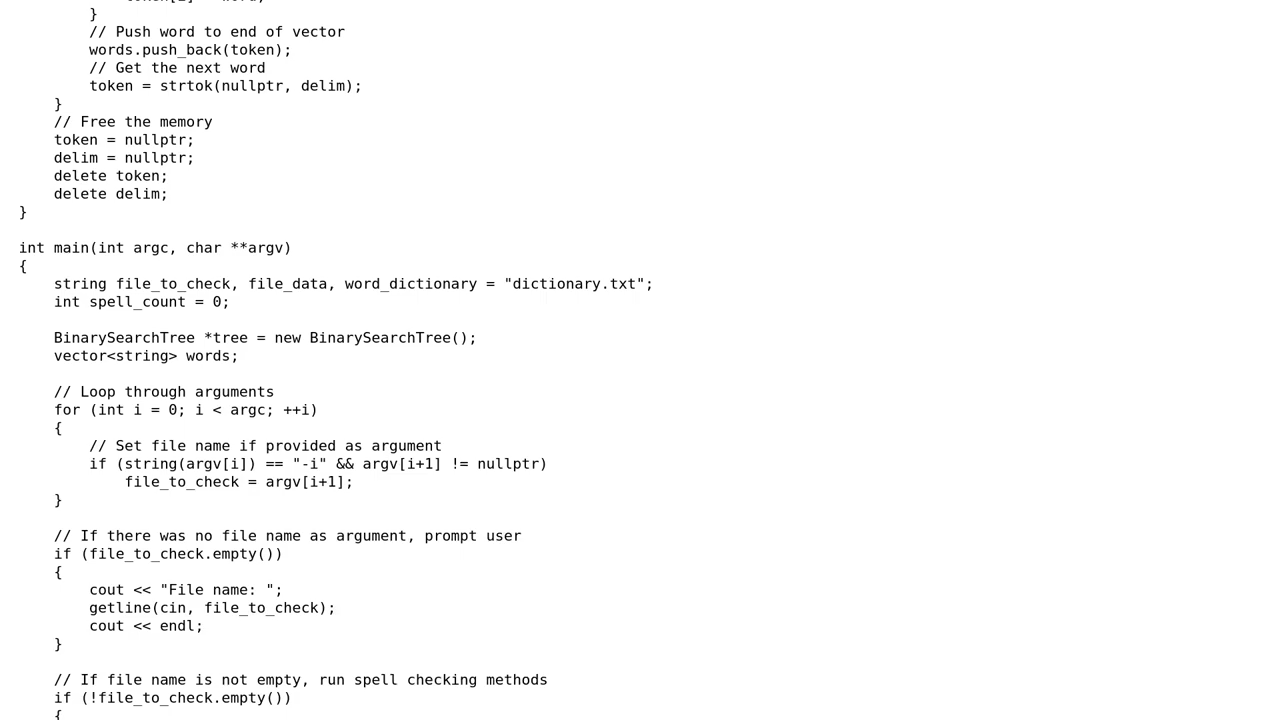 }
// Push word to end of vector
words.push_back(token);
// Get the next word
token = strtok(nullptr, delim);
}
// Free the memory
token = nullptr;
delim = nullptr;
delete token;
delete delim;
}
int main(int argc, char **argv)
{
string file_to_check, file_data, word_dictionary = "dictionary.txt";
int spell_count = 0;
BinarySearchTree *tree = new BinarySearchTree();
vector<string> words;
// Loop through arguments
for (int i = 0; i < argc; ++i)
{
// Set file name if provided as argument
if (string(argv[i]) == "-i" && argv[i+1] != nullptr)
file_to_check = argv[i+1];
}
// If there was no file name as argument, prompt user
if (file_to_check.empty())
{
cout << "File name: ";
getline(cin, file_to_check);
cout << endl;
}
// If file name is not empty, run spell checking methods
if (!file_to_check.empty())
{